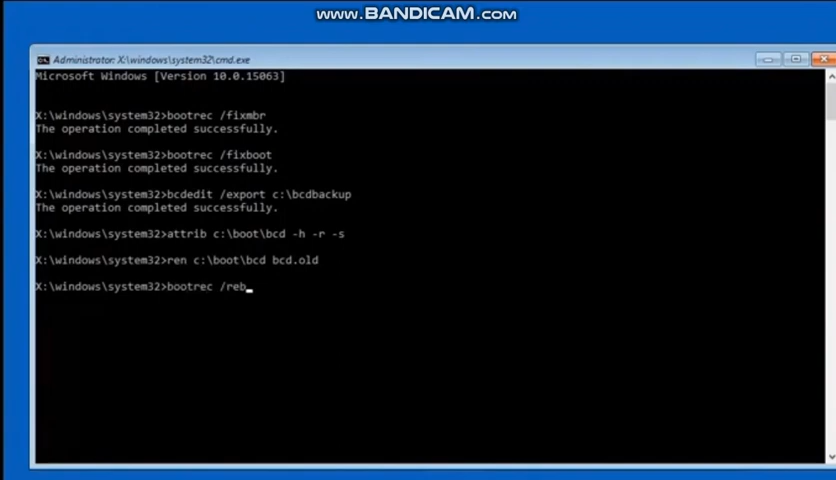 www.BANDICAM.com
Administrator: X:\windows\system32\cmd.exe
Microsoft Windows [Version 10.0.15063]
X:\windows\system32>bootrec /fixmbr
The operation completed successfully.
X:\windows\system32>bootrec /fixboot
The operation completed successfully.
X:\windows\system32>bcdedit /export c:\bcdbackup
The operation completed successfully.
X:\windows\system32>attrib c:\boot\bcd -h -r -s
X:\windows\system32>ren c:\boot\bcd bcd.old
X:\windows\system32>bootrec /reb